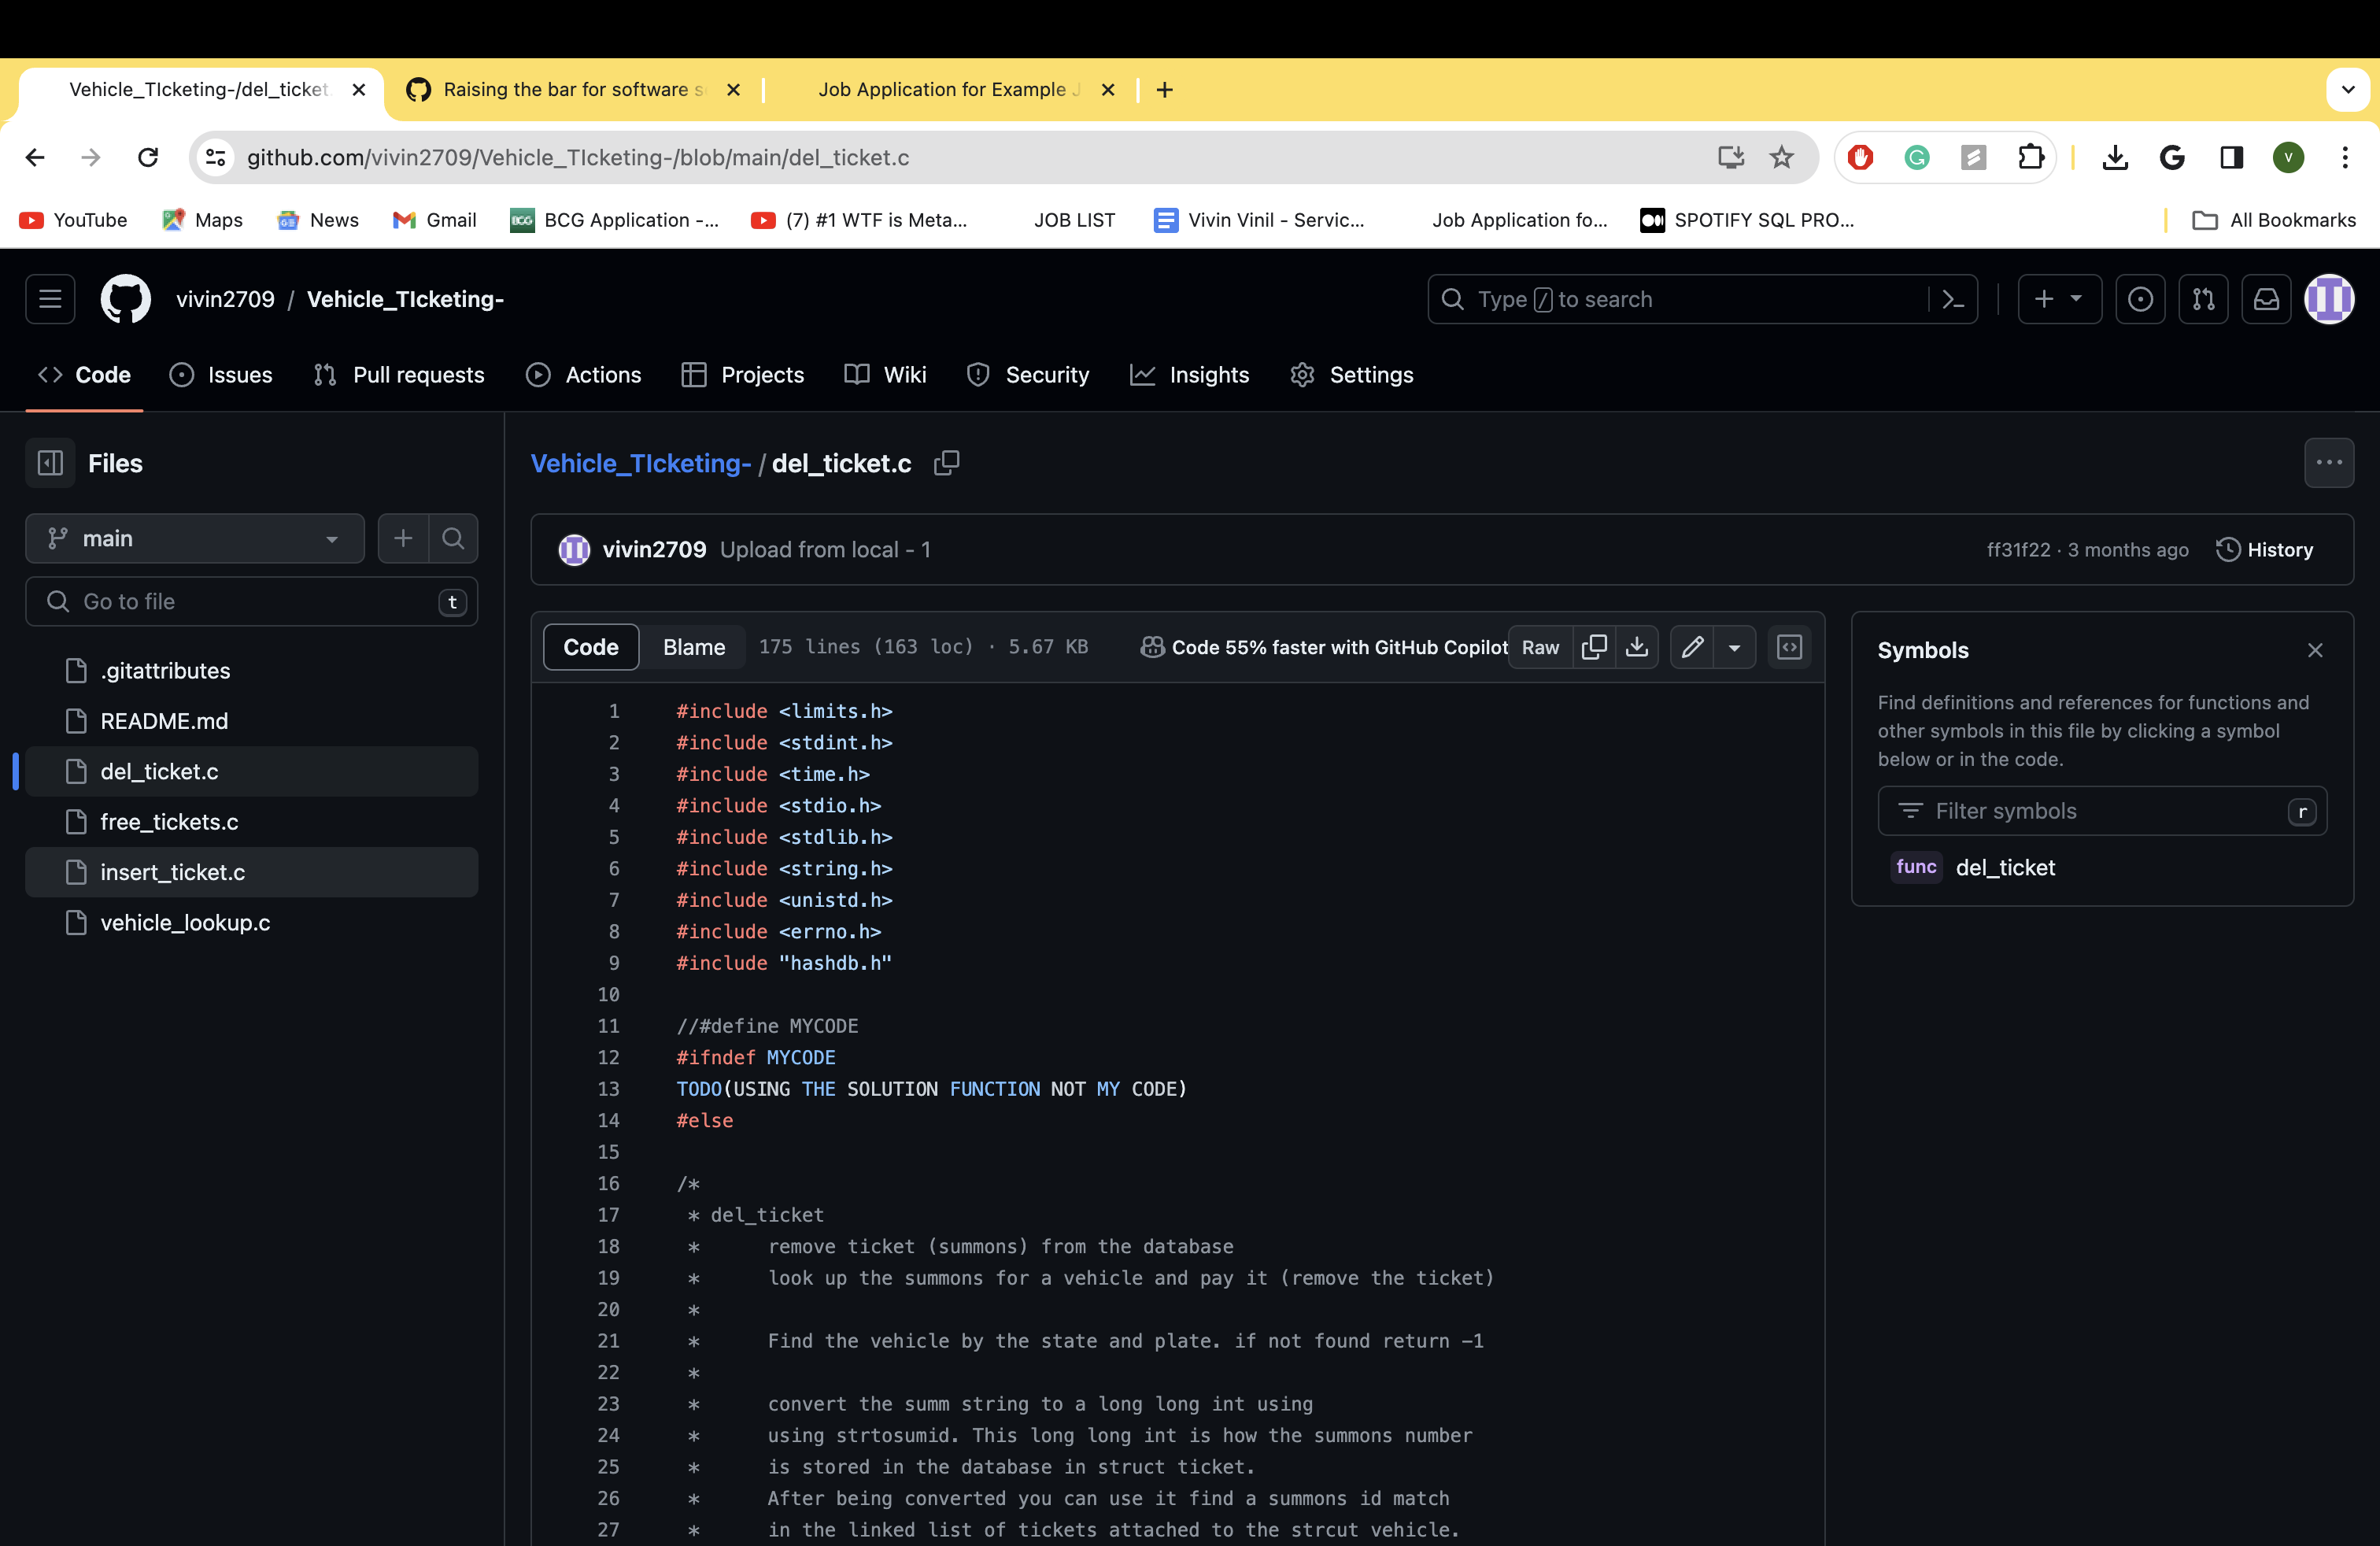 Vehicle_TIcketing-/del_ticket.
Raising the bar for software s
Job Application for Example J
github.com/vivin2709/Vehicle_TIcketing-/blob/main/del_ticket.c
V
YouTube
Maps
News
Gmail
BCG
BCG Application -...
(7) #1 WTF is Meta...
JOB LIST
Vivin Vinil - Servic...
Job Application fo...
SPOTIFY SQL PRO...
All Bookmarks
vivin2709 / Vehicle_TIcketing-
Type / to search
Code
Issues
Pull requests
Actions
Projects
Wiki
Security
Insights
Settings
Files
main
Go to file
t
.gitattributes
README.md
del_ticket.c
free_tickets.c
insert_ticket.c
vehicle_lookup.c
Vehicle_TIcketing- / del_ticket.c
vivin2709 Upload from local - 1
ff31f22 · 3 months ago
History
Code
Blame
175 lines (163 loc) · 5.67 KB
Code 55% faster with GitHub Copilot
Raw
1 #include <limits.h>
2 #include <stdint.h>
3 #include <time.h>
4 #include <stdio.h>
5 #include <stdlib.h>
6 #include <string.h>
7 #include <unistd.h>
8 #include <errno.h>
9 #include "hashdb.h"
10
11 //#define MYCODE
12 #ifndef MYCODE
13 TODO(USING THE SOLUTION FUNCTION NOT MY CODE)
14 #else
15
16 /*
17 * del_ticket
18 * remove ticket (summons) from the database
19 * look up the summons for a vehicle and pay it (remove the ticket)
20 *
21 * Find the vehicle by the state and plate. if not found return -1
22 *
23 * convert the summ string to a long long int using
24 * using strtosumid. This long long int is how the summons number
25 * is stored in the database in struct ticket.
26 * After being converted you can use it find a summons id match
27 * in the linked list of tickets attached to the strcut vehicle.
Symbols
Find definitions and references for functions and
other symbols in this file by clicking a symbol
below or in the code.
Filter symbols
r
func del_ticket